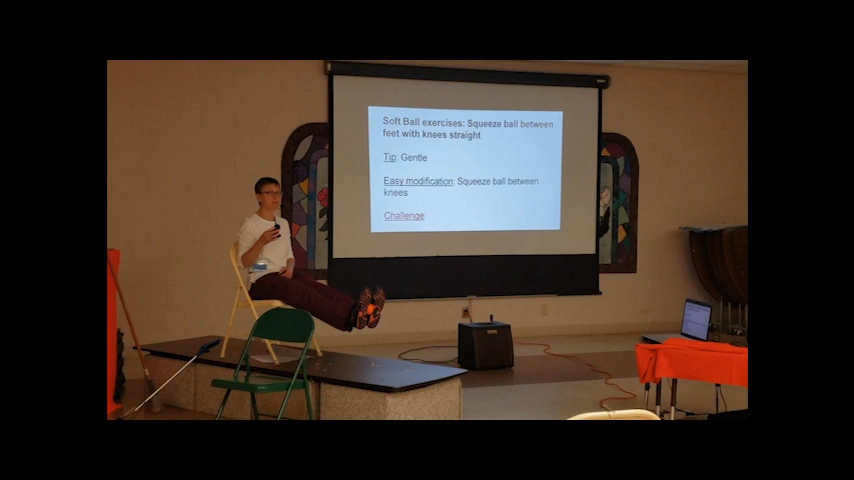 Soft Ball exercises: Squeeze ball between
feet with knees straight
Tip: Gentle
Easy modification: Squeeze ball between
knees
Challenge: